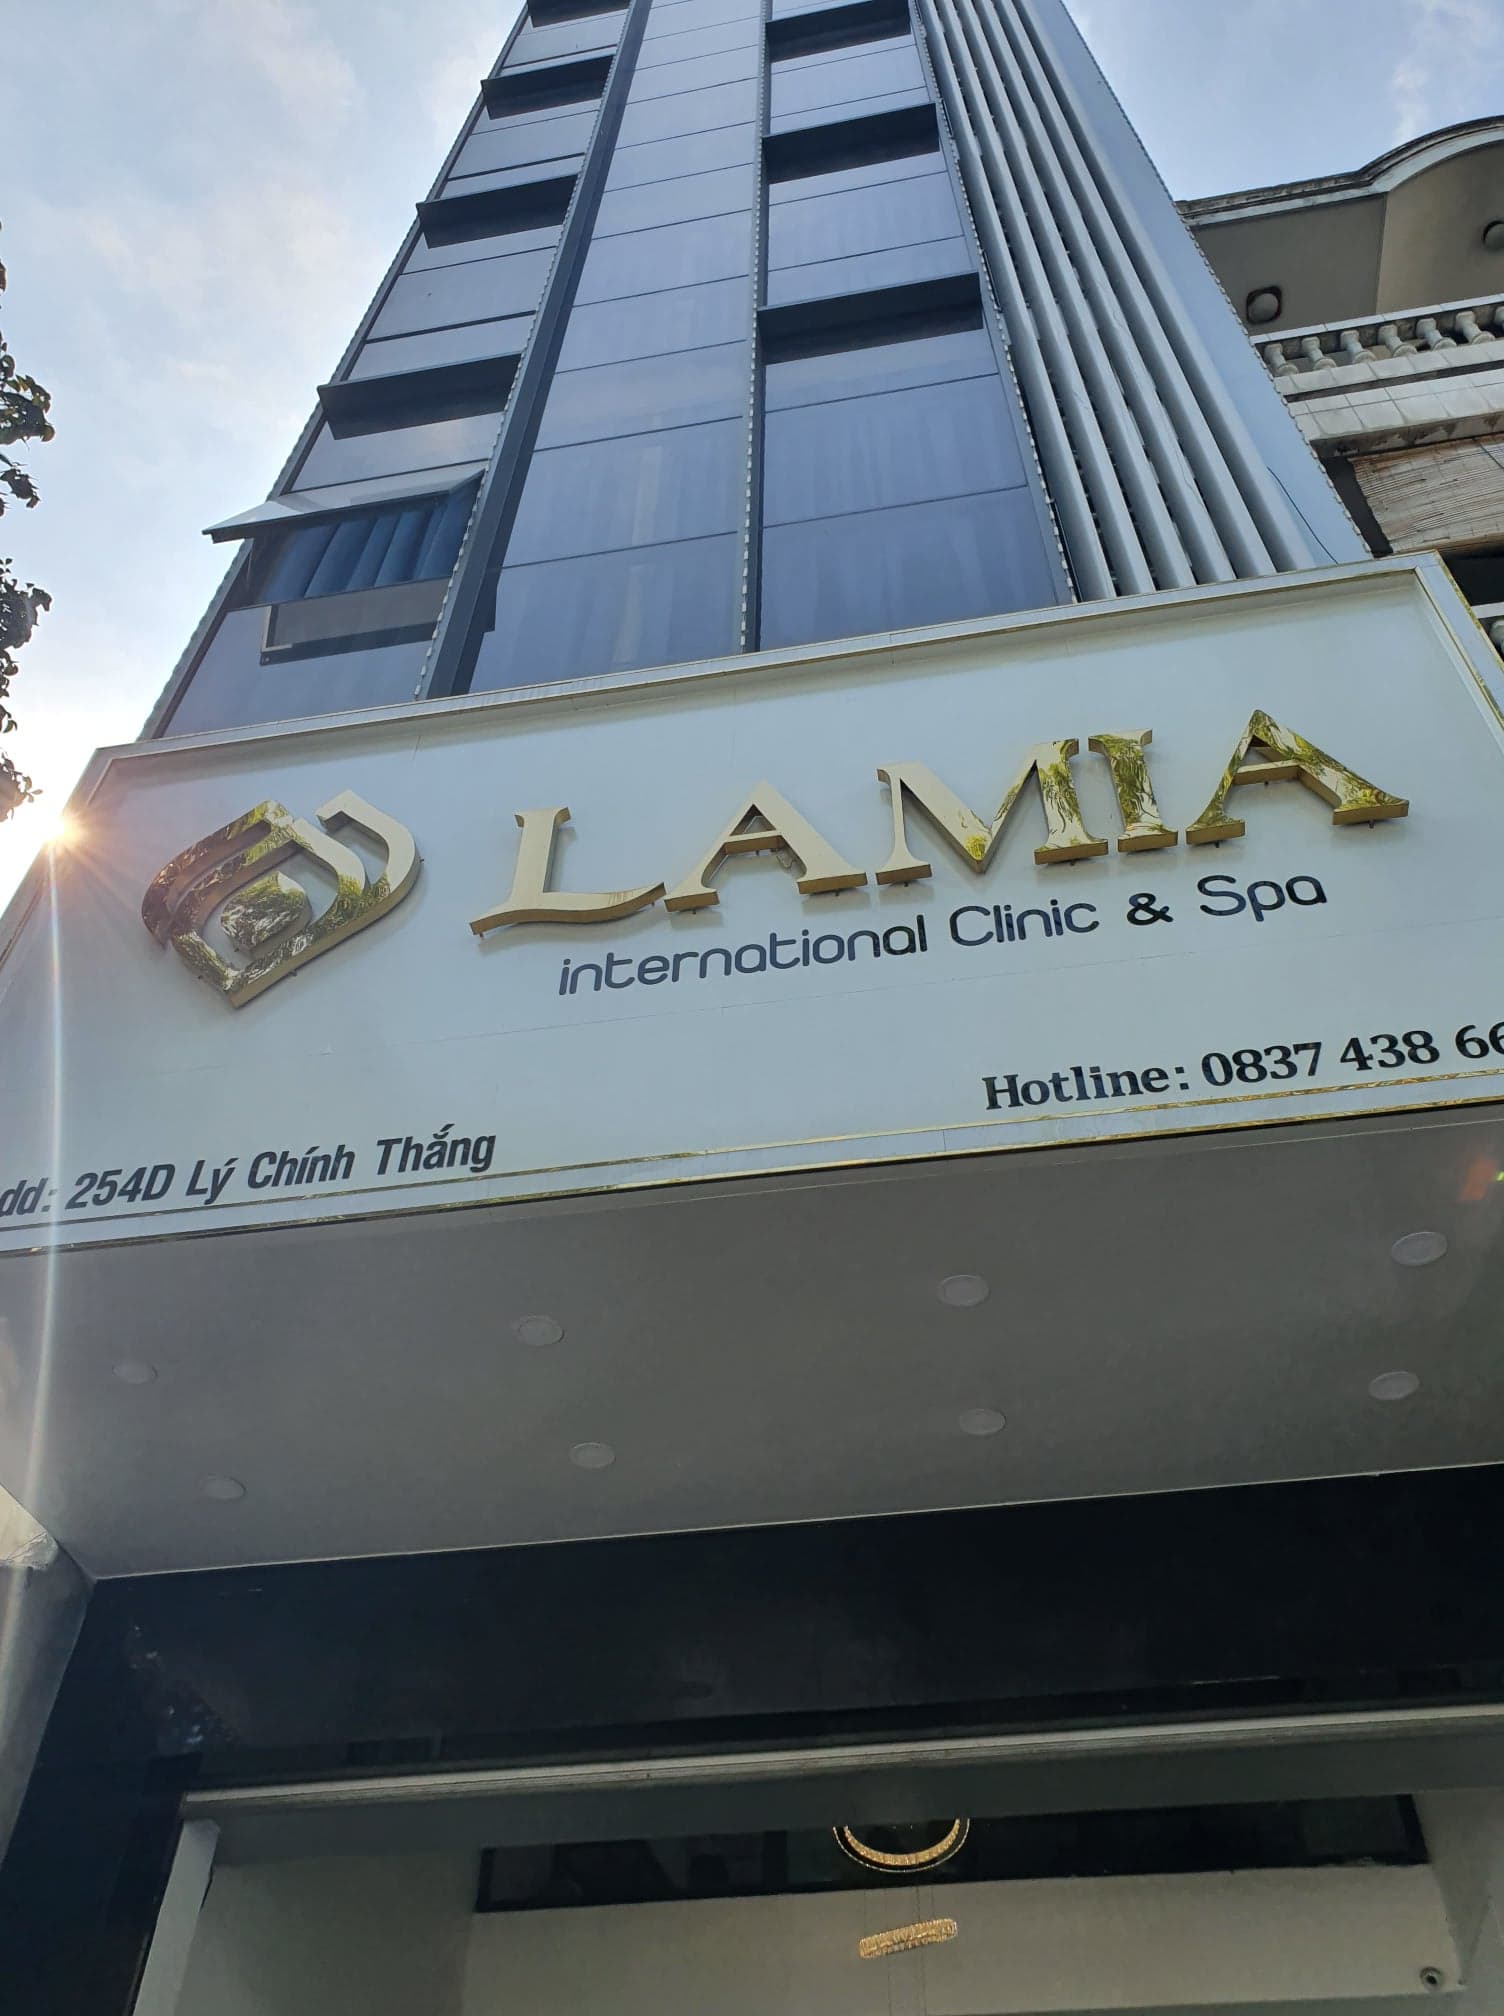 LAMIA
international Clinic & Spa
Hotline: 0837 438 66
dd: 254D Lý Chính Thắng